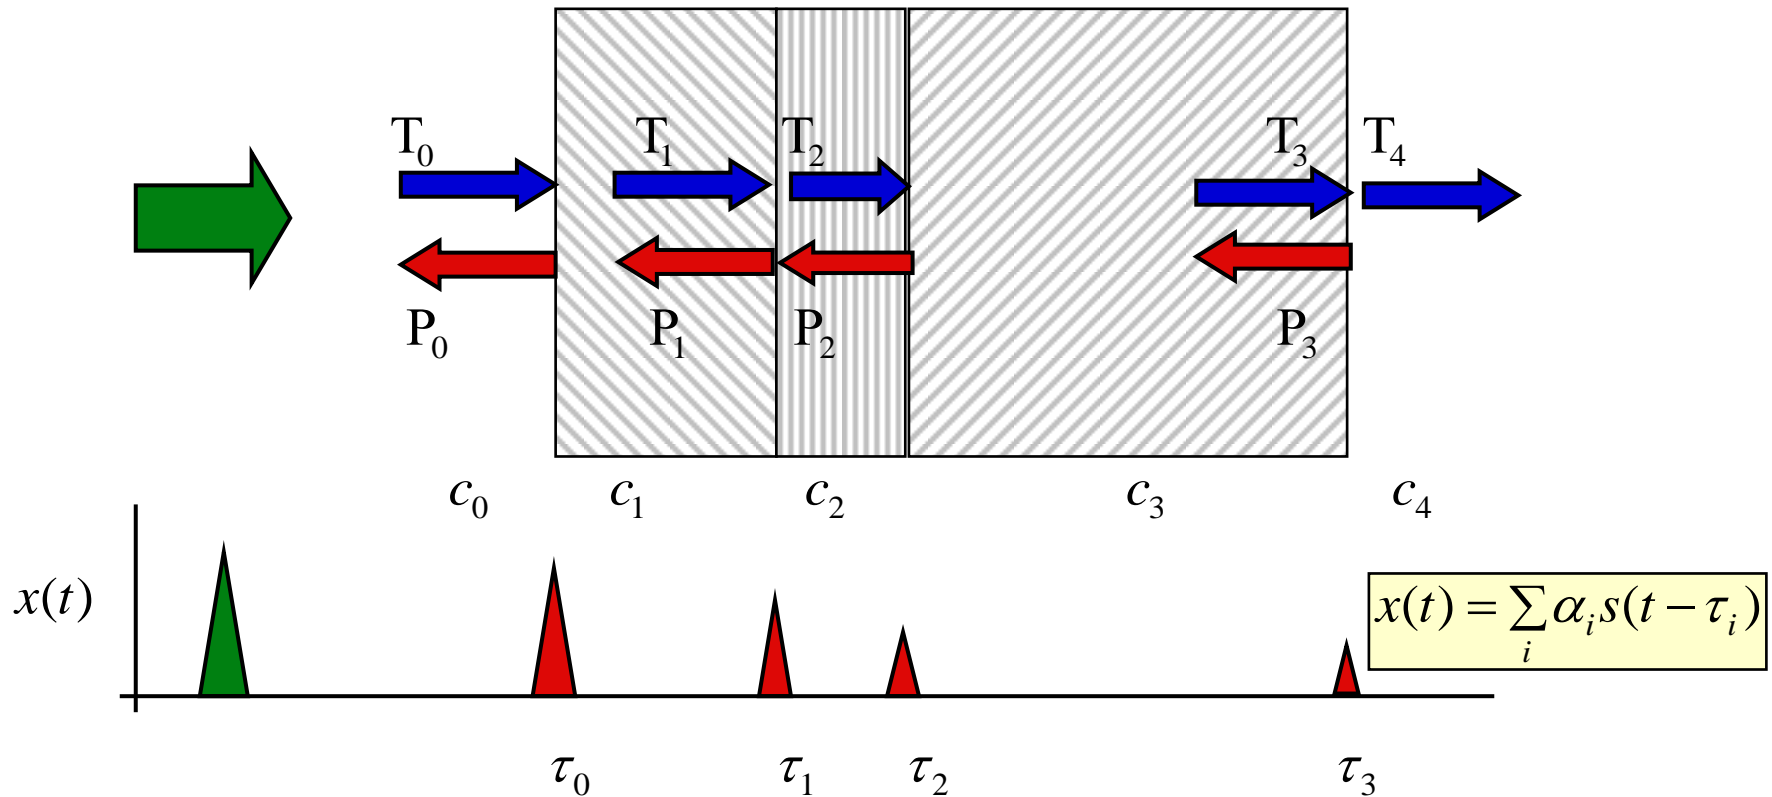 T₀ T₁ T₂ T₃ T₄
P₀ P₁ P₂ P₃
c₀ c₁ c₂ c₃ c₄
x(t)
x(t) = ∑ᵢ αᵢs(t − τᵢ)
τ₀ τ₁ τ₂ τ₃